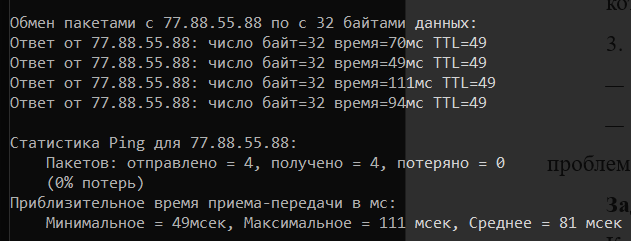 Обмен пакетами с 77.88.55.88 по с 32 байтами данных:
Ответ от 77.88.55.88: число байт=32 время=70мс TTL=49
Ответ от 77.88.55.88: число байт=32 время=49мс TTL=49
Ответ от 77.88.55.88: число байт=32 время=111мс TTL=49
Ответ от 77.88.55.88: число байт=32 время=94мс TTL=49
Статистика Ping для 77.88.55.88:
Пакетов: отправлено = 4, получено = 4, потеряно = 0
(0% потерь)
Приблизительное время приема-передачи в мс:
Минимальное = 49мсек, Максимальное = 111 мсек, Среднее = 81 мсек
3.
—
—
проблем